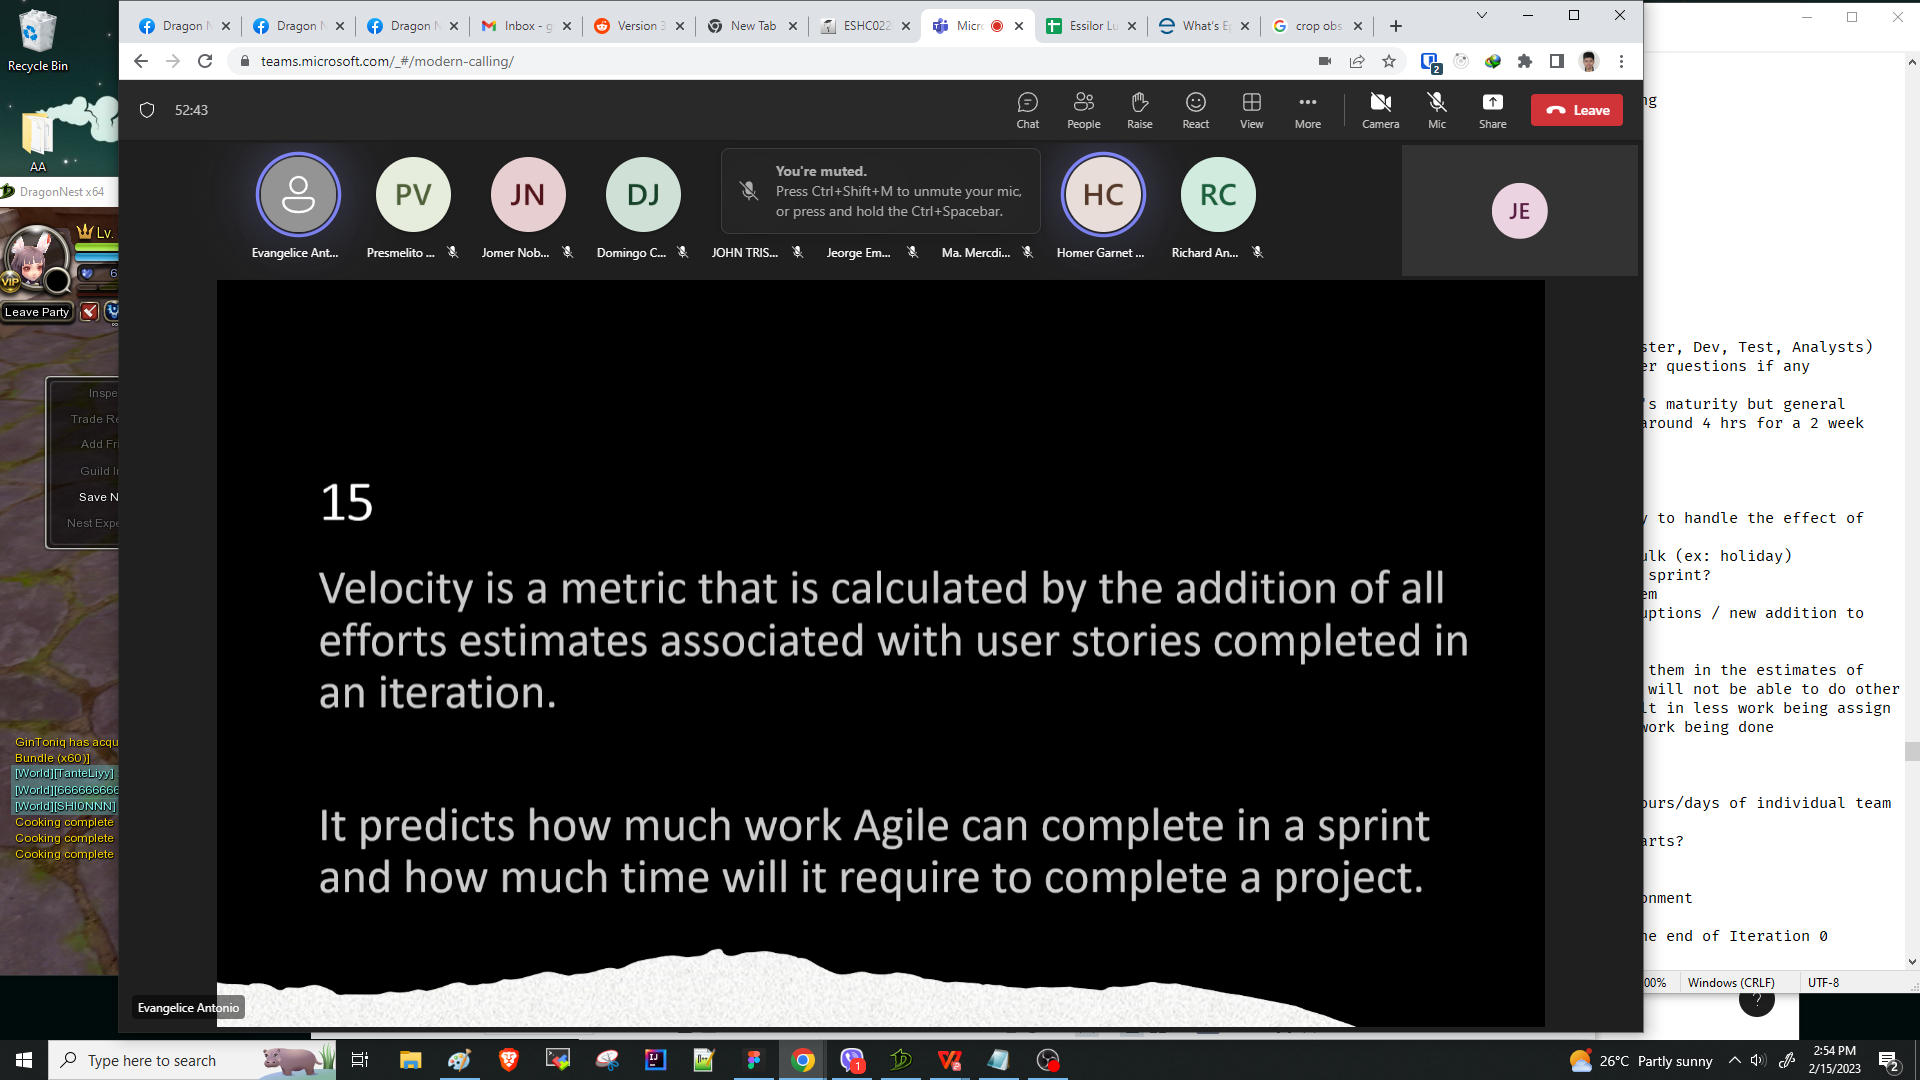 Dragon N
Dragon N
Dragon N
Inbox - g
Version 3
New Tab
ESHC022
Micr
Essilor Lu
What's E
crop obs
teams.microsoft.com/_#/modern-calling/
2
Recycle Bin
AA
DragonNest x64
52:43
Chat
People
Raise
React
View
More
Camera
Mic
Share
Leave
PV
JN
DJ
You're muted.
Press Ctrl+Shift+M to unmute your mic,
or press and hold the Ctrl+Spacebar.
HC
RC
JE
Evangelice Ant...
Presmelito ...
Jomer Nob...
Domingo C...
JOHN TRIS...
Jeorge Em...
Ma. Mercdi...
Homer Garnet ...
Richard An...
Lv.
VIP
6
Leave Party
Inspe
Trade Re
Add Fri
Guild I
Save N
Nest Expe
15
Velocity is a metric that is calculated by the addition of all
efforts estimates associated with user stories completed in
an iteration.
It predicts how much work Agile can complete in a sprint
and how much time will it require to complete a project.
Evangelice Antonio
GinToniq has acqu
Bundle (x60)]
[World][TanteLiyy]
[World][666666666
[World][SHI0NNN]
Cooking complete
Cooking complete
Cooking complete
ng
ster, Dev, Test, Analysts)
er questions if any
's maturity but general
around 4 hrs for a 2 week
y to handle the effect of
ulk (ex: holiday)
sprint?
em
uptions / new addition to
them in the estimates of
will not be able to do other
lt in less work being assign
work being done
ours/days of individual team
arts?
onment
he end of Iteration 0
00%
Windows (CRLF)
UTF-8
?
Type here to search
1
26°C Partly sunny
2:54 PM
2/15/2023
2